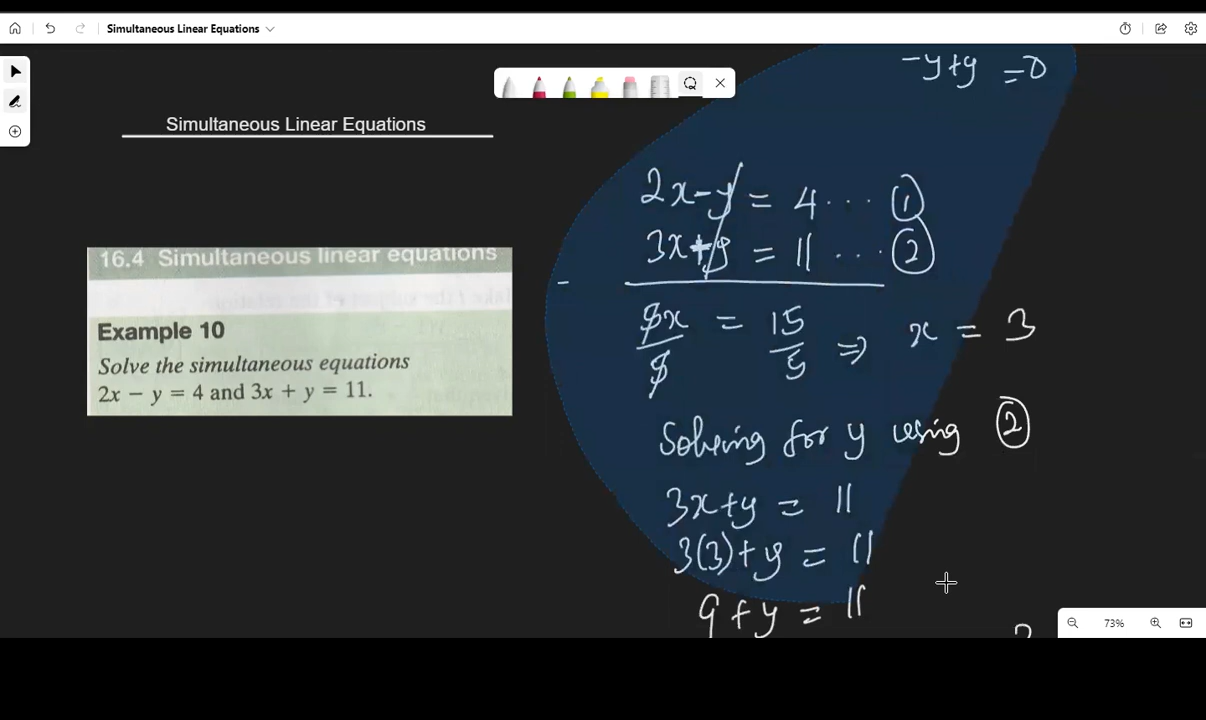 Simultaneous Linear Equations
Simultaneous Linear Equations
16.4 Simultaneous linear equations
Example 10
Solve the simultaneous equations
2x − y = 4 and 3x + y = 11.
-y+y = 0
2x-y = 4 ... ①
3x+y = 11 ... ②
-
5x/5 = 15/5 ⇒ x = 3
Solving for y using ②
3x+y = 11
3(3)+y = 11
9+y = 11
73%